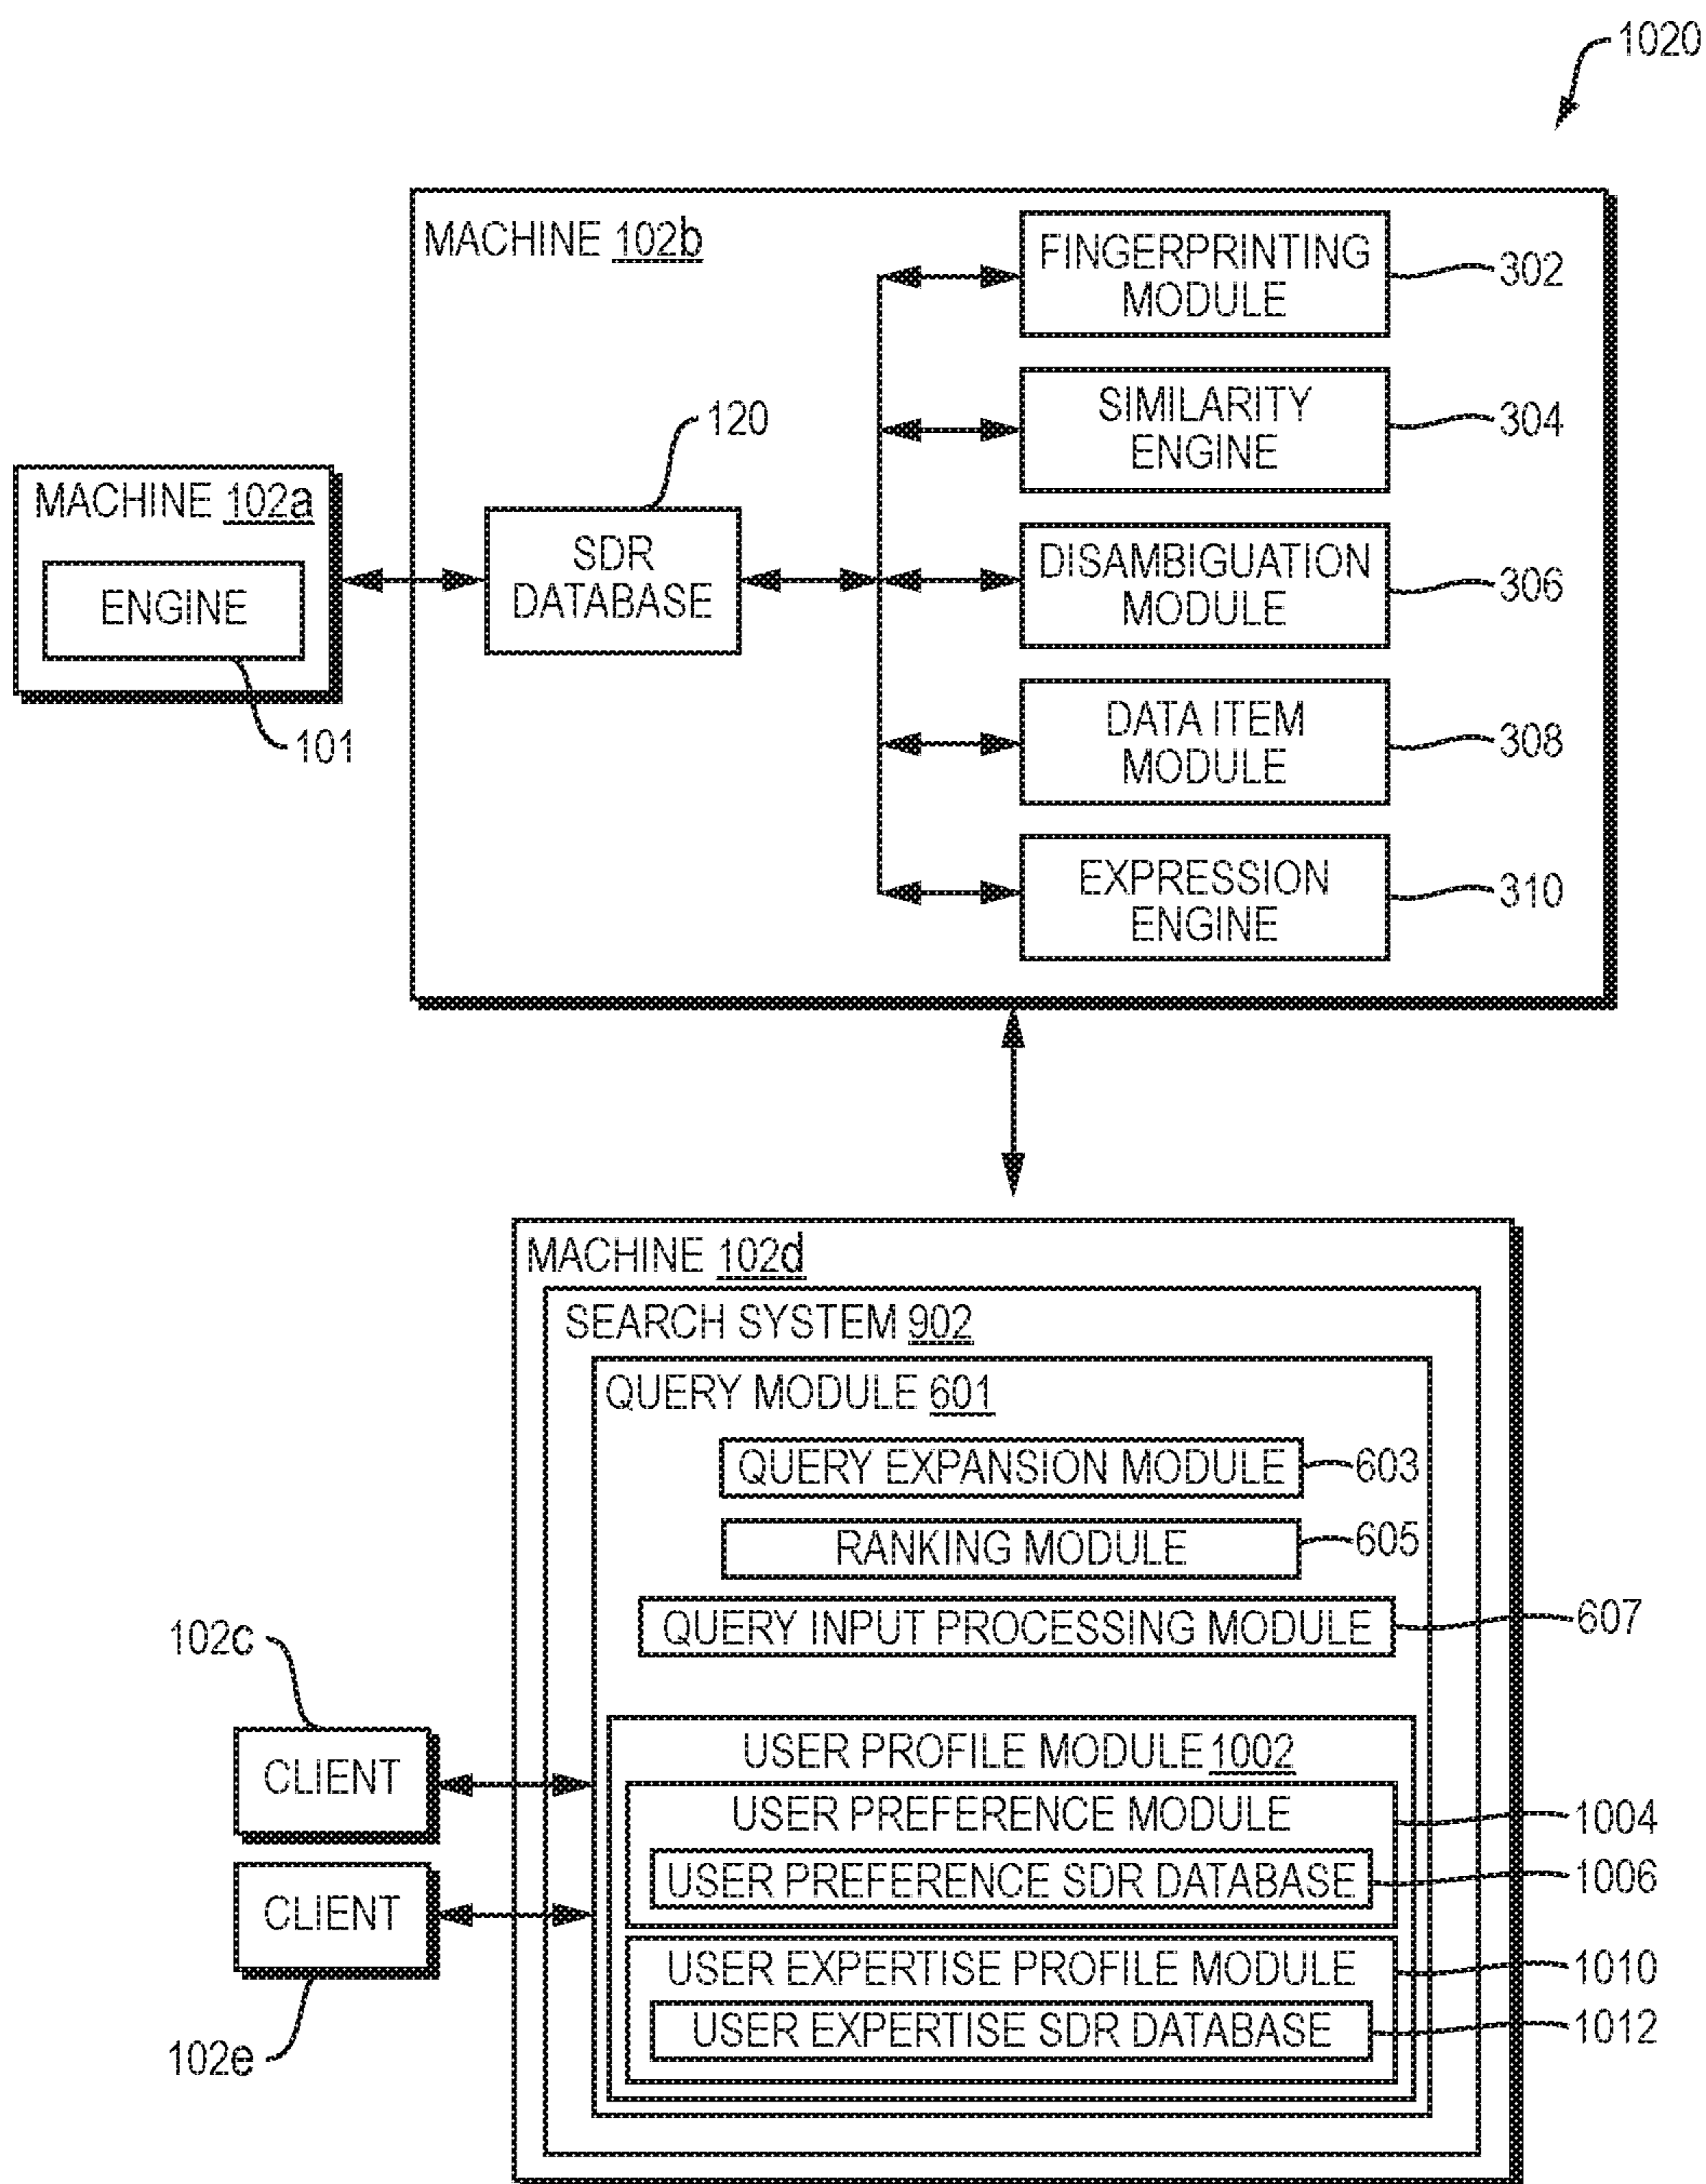 1020
MACHINE 102b
FINGERPRINTING
MODULE
302
SIMILARITY
ENGINE
304
120
MACHINE 102a
ENGINE
101
SDR
DATABASE
DISAMBIGUATION
MODULE
306
DATA ITEM
MODULE
308
EXPRESSION
ENGINE
310
MACHINE 102d
SEARCH SYSTEM 902
QUERY MODULE 601
QUERY EXPANSION MODULE
603
RANKING MODULE
605
QUERY INPUT PROCESSING MODULE
607
102c
CLIENT
CLIENT
102e
USER PROFILE MODULE 1002
USER PREFERENCE MODULE
1004
USER PREFERENCE SDR DATABASE
1006
USER EXPERTISE PROFILE MODULE
1010
USER EXPERTISE SDR DATABASE
1012